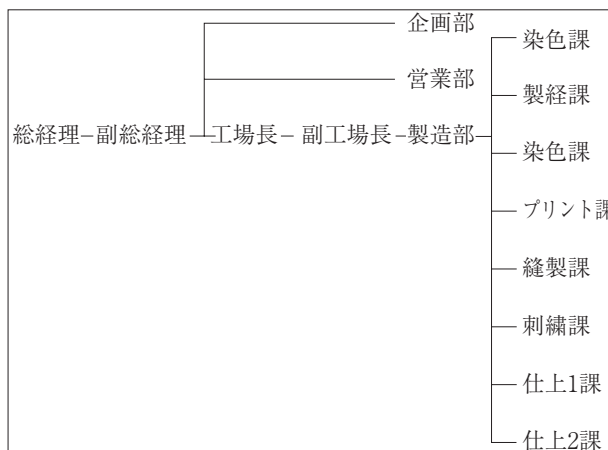 企画部
営業部
総経理 副総経理 工場長 副工場長 製造部
染色課
製経課
染色課
プリント課
縫製課
刺繍課
仕上1課
仕上2課